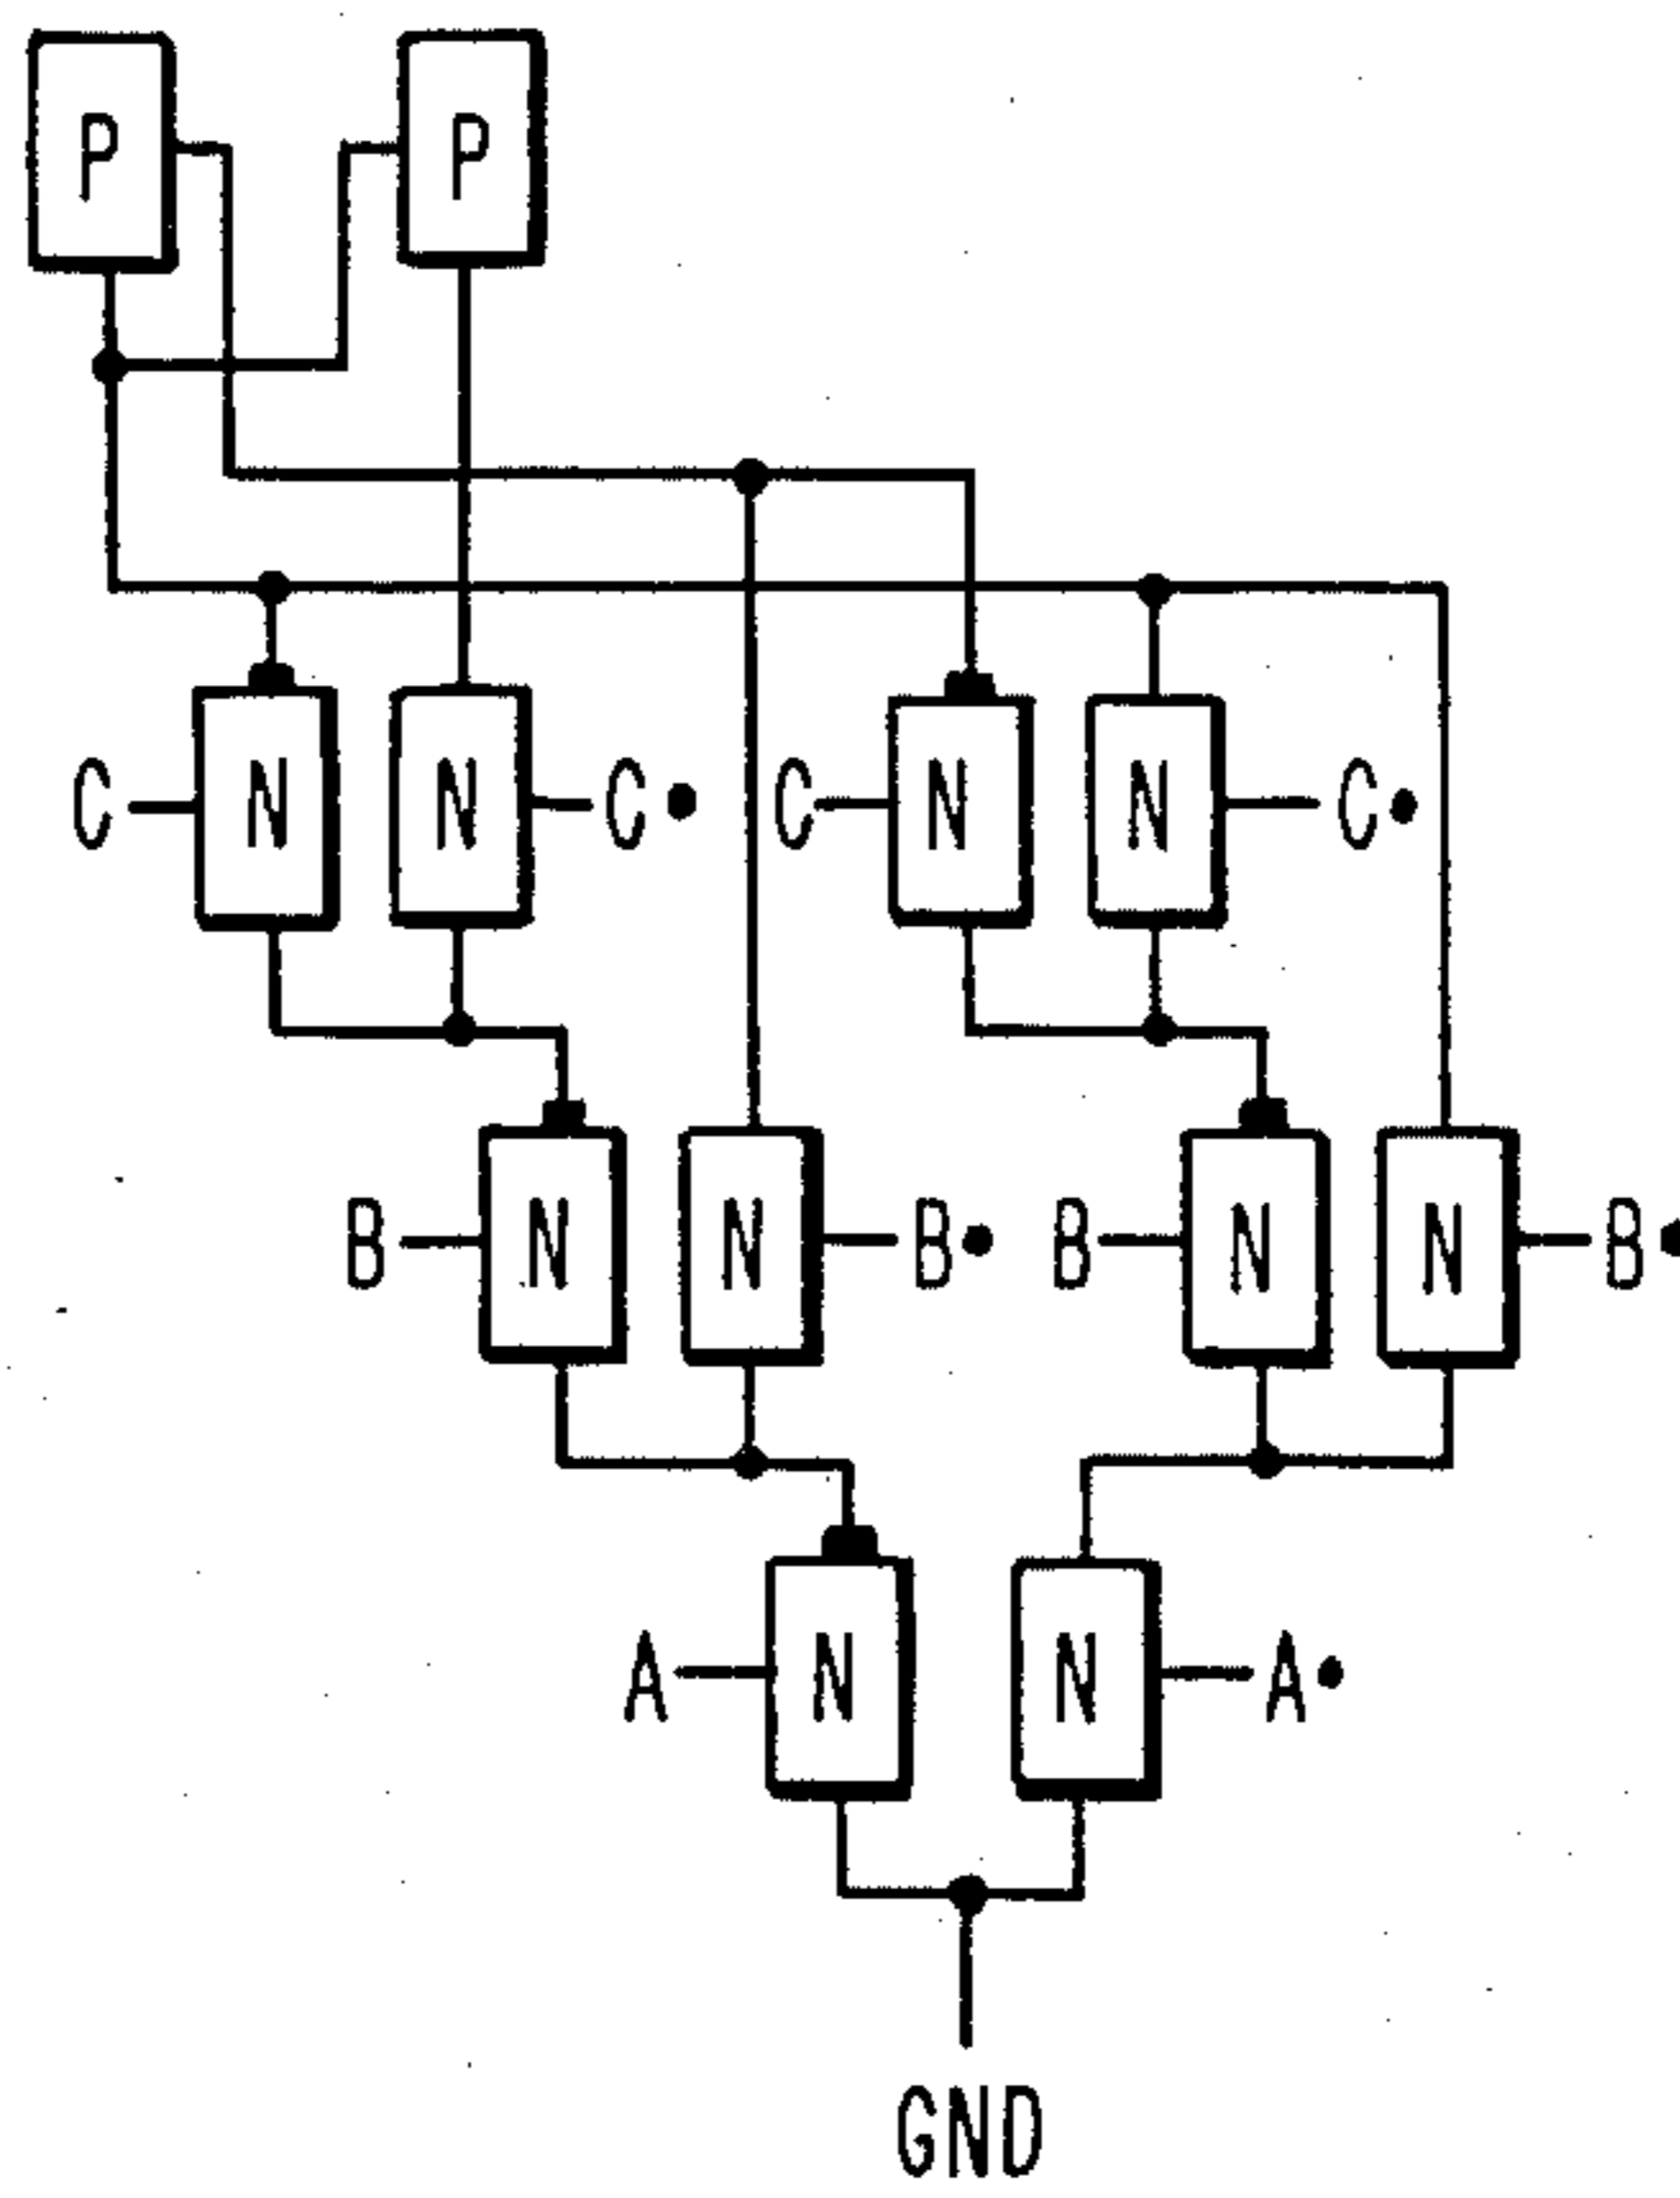 P P
N N N N
C C• C C•
N N N N
B B• B B•
N N
A A•
GND